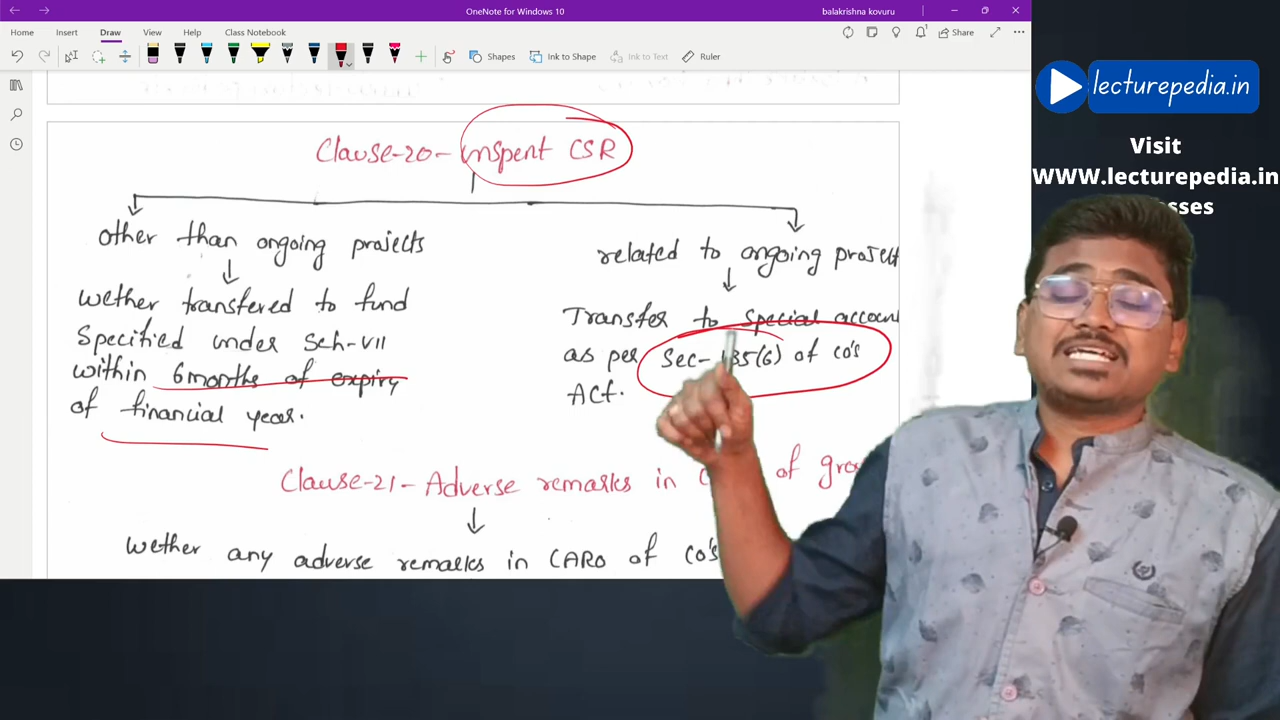 OneNote for Windows 10
balakrishna kovuru
Home Insert Draw View Help Class Notebook
Share
Shapes Ink to Shape Ink to Text Ruler
lecturepedia.in
Visit
www.lecturepedia.in
sses
Clause-20- Unspent CSR
other than ongoing projects
wether transferred to fund
Specified under Sch-VII
within 6months of expiry
of financial year.
related to ongoing project
Transfer to special accoun
as per Sec-135(6) of co's
ACt.
Clause-21- Adverse remarks in of gro
wether any adverse remarks in CARO of co's